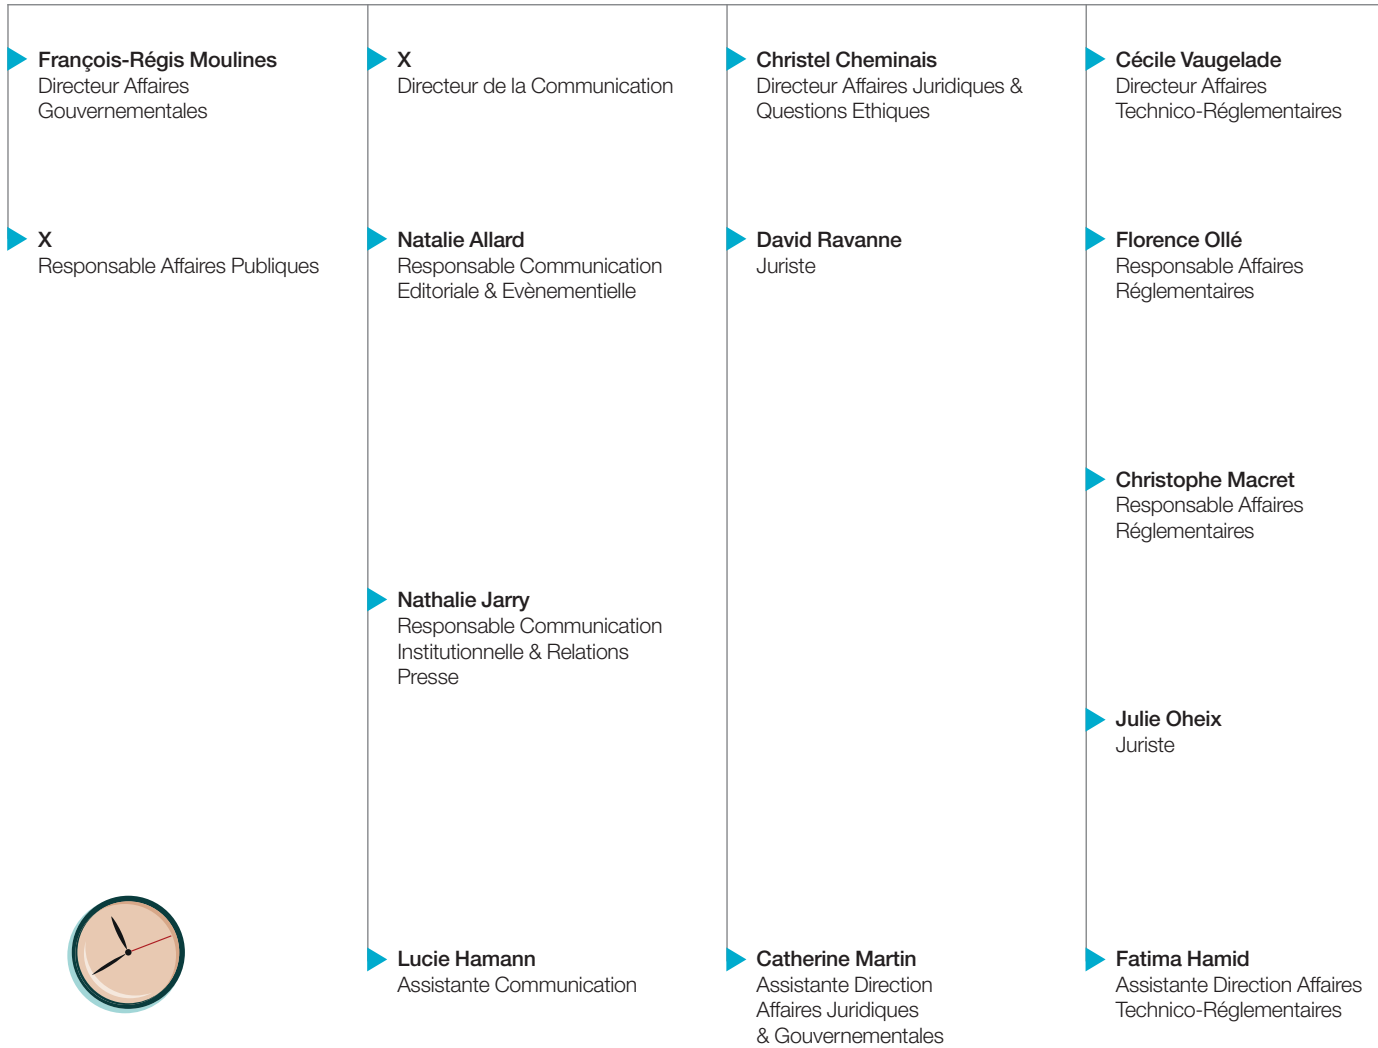 François-Régis Moulines
Directeur Affaires
Gouvernementales
X
Responsable Affaires Publiques
X
Directeur de la Communication
Natalie Allard
Responsable Communication
Editoriale & Evènementielle
Nathalie Jarry
Responsable Communication
Institutionnelle & Relations
Presse
Lucie Hamann
Assistante Communication
Christel Cheminais
Directeur Affaires Juridiques &
Questions Ethiques
David Ravanne
Juriste
Catherine Martin
Assistante Direction
Affaires Juridiques
& Gouvernementales
Cécile Vaugelade
Directeur Affaires
Technico-Réglementaires
Florence Ollé
Responsable Affaires
Réglementaires
Christophe Macret
Responsable Affaires
Réglementaires
Julie Oheix
Juriste
Fatima Hamid
Assistante Direction Affaires
Technico-Réglementaires